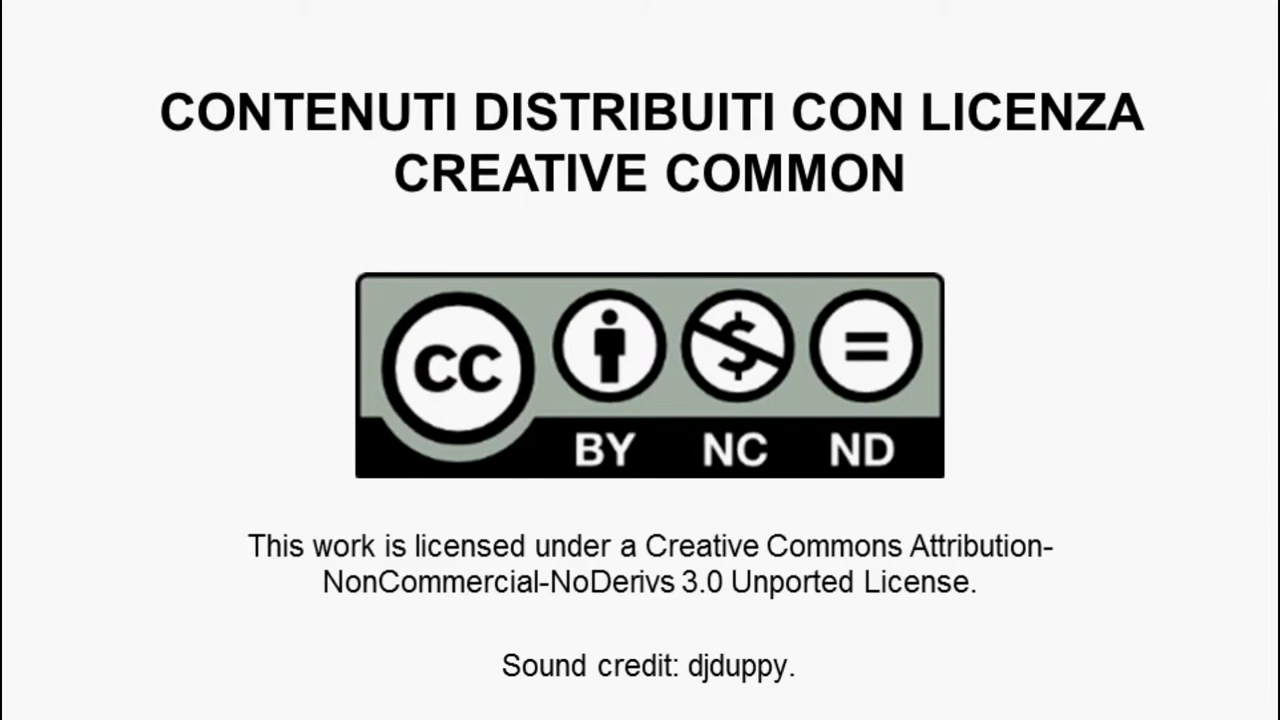 CONTENUTI DISTRIBUITI CON LICENZA
CREATIVE COMMON
CC
BY NC ND
This work is licensed under a Creative Commons Attribution-
NonCommercial-NoDerivs 3.0 Unported License.
Sound credit: djduppy.